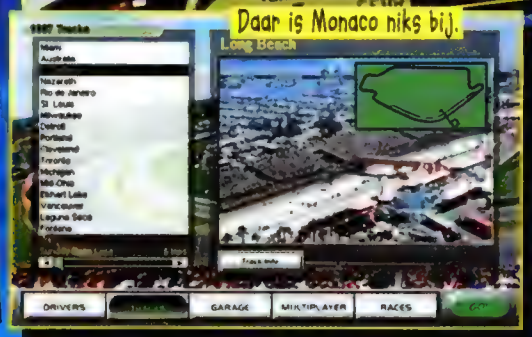 Daar is Monaco niks bij.
1997 Tracks
Long Beach
Miami
Australia
Nazareth
Rio de Janeiro
St. Louis
Milwaukee
Detroit
Portland
Cleveland
Toronto
Michigan
Mid-Ohio
Elkhart Lake
Vancouver
Laguna Seca
Fontana
Track Info
DRIVERS
TRACKS
GARAGE
MULTIPLAYER
RACES
GO!